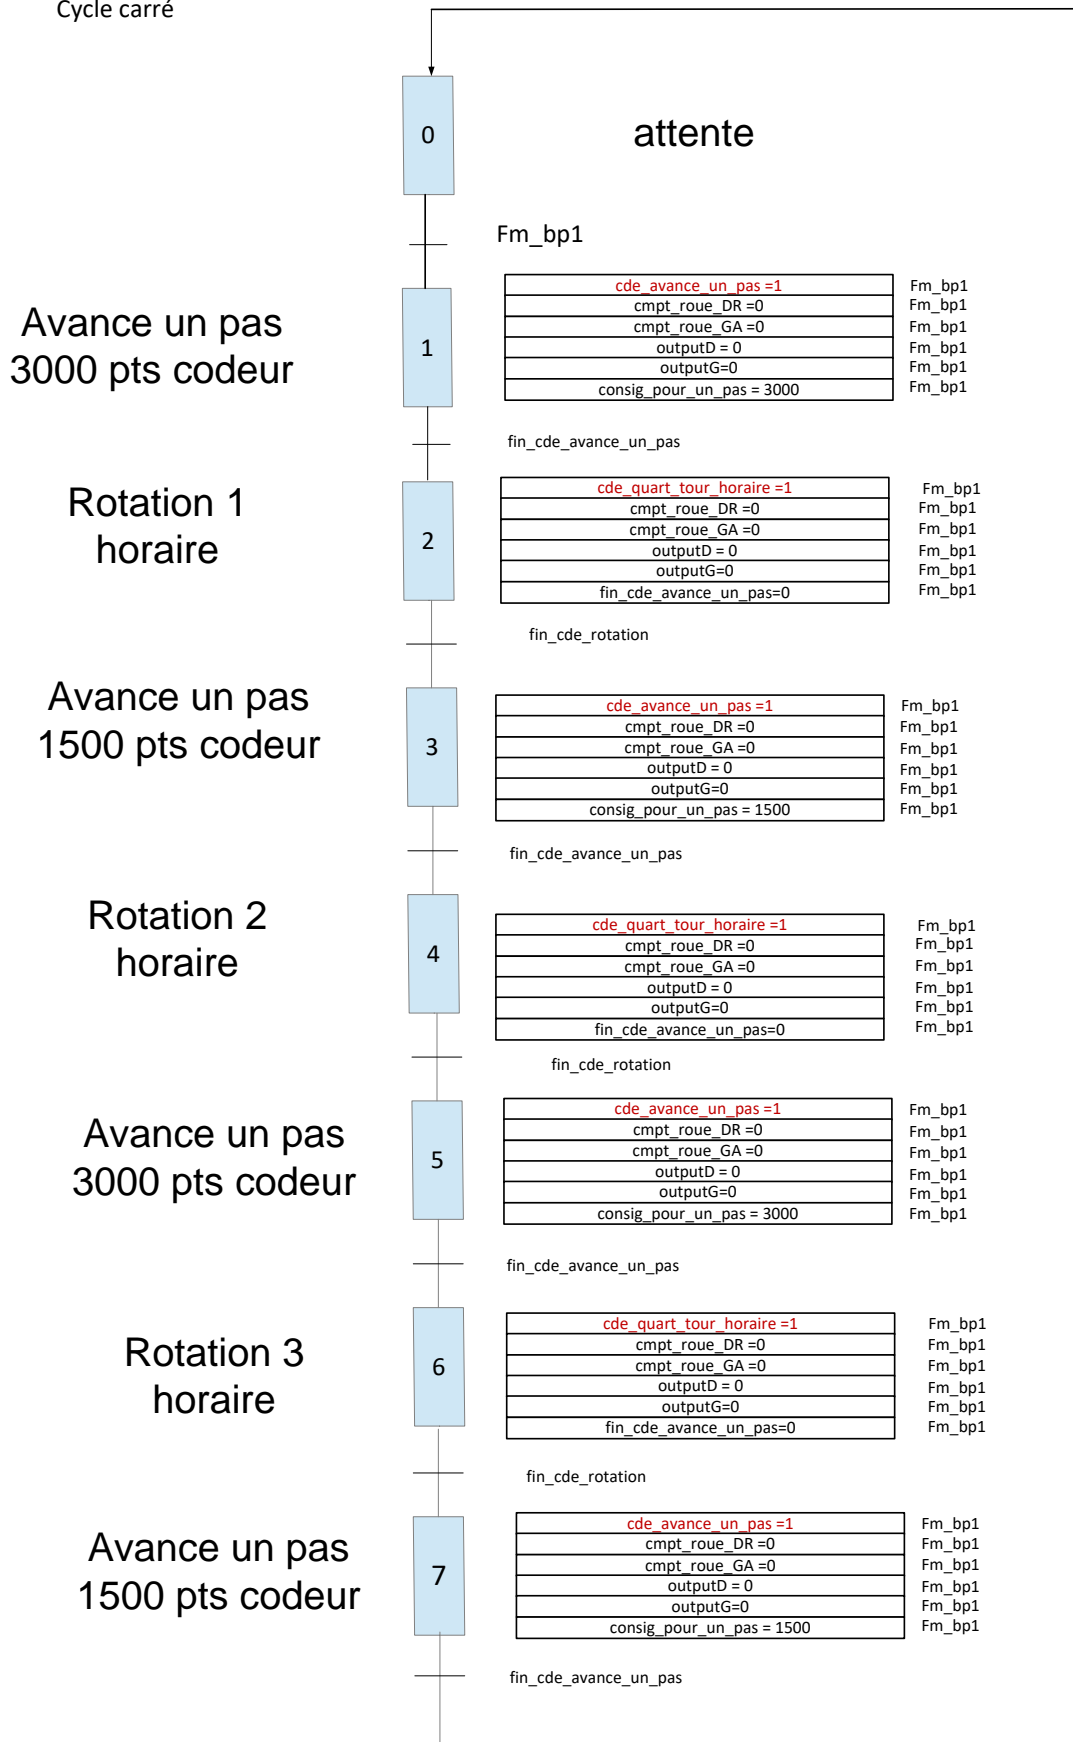 Cycle carré
0
attente
Fm_bp1
Avance un pas
3000 pts codeur
1
cde_avance_un_pas =1 Fm_bp1
cmpt_roue_DR =0 Fm_bp1
cmpt_roue_GA =0 Fm_bp1
outputD = 0 Fm_bp1
outputG=0 Fm_bp1
consig_pour_un_pas = 3000 Fm_bp1
fin_cde_avance_un_pas
Rotation 1
horaire
2
cde_quart_tour_horaire =1 Fm_bp1
cmpt_roue_DR =0 Fm_bp1
cmpt_roue_GA =0 Fm_bp1
outputD = 0 Fm_bp1
outputG=0 Fm_bp1
fin_cde_avance_un_pas=0 Fm_bp1
fin_cde_rotation
Avance un pas
1500 pts codeur
3
cde_avance_un_pas =1 Fm_bp1
cmpt_roue_DR =0 Fm_bp1
cmpt_roue_GA =0 Fm_bp1
outputD = 0 Fm_bp1
outputG=0 Fm_bp1
consig_pour_un_pas = 1500 Fm_bp1
fin_cde_avance_un_pas
Rotation 2
horaire
4
cde_quart_tour_horaire =1 Fm_bp1
cmpt_roue_DR =0 Fm_bp1
cmpt_roue_GA =0 Fm_bp1
outputD = 0 Fm_bp1
outputG=0 Fm_bp1
fin_cde_avance_un_pas=0 Fm_bp1
fin_cde_rotation
Avance un pas
3000 pts codeur
5
cde_avance_un_pas =1 Fm_bp1
cmpt_roue_DR =0 Fm_bp1
cmpt_roue_GA =0 Fm_bp1
outputD = 0 Fm_bp1
outputG=0 Fm_bp1
consig_pour_un_pas = 3000 Fm_bp1
fin_cde_avance_un_pas
Rotation 3
horaire
6
cde_quart_tour_horaire =1 Fm_bp1
cmpt_roue_DR =0 Fm_bp1
cmpt_roue_GA =0 Fm_bp1
outputD = 0 Fm_bp1
outputG=0 Fm_bp1
fin_cde_avance_un_pas=0 Fm_bp1
fin_cde_rotation
Avance un pas
1500 pts codeur
7
cde_avance_un_pas =1 Fm_bp1
cmpt_roue_DR =0 Fm_bp1
cmpt_roue_GA =0 Fm_bp1
outputD = 0 Fm_bp1
outputG=0 Fm_bp1
consig_pour_un_pas = 1500 Fm_bp1
fin_cde_avance_un_pas